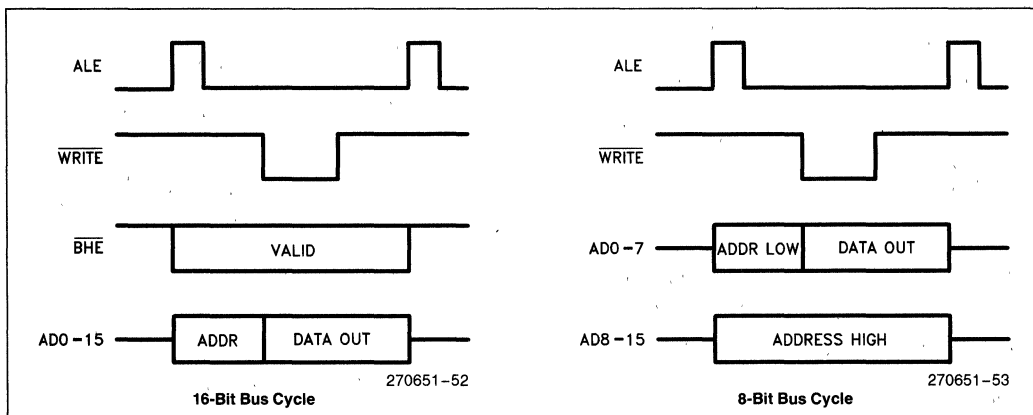 ALE
WRITE
BHE
VALID
AD0-15
ADDR
DATA OUT
270651-52
16-Bit Bus Cycle
ALE
WRITE
AD0-7
ADDR LOW
DATA OUT
AD8-15
ADDRESS HIGH
270651-53
8-Bit Bus Cycle